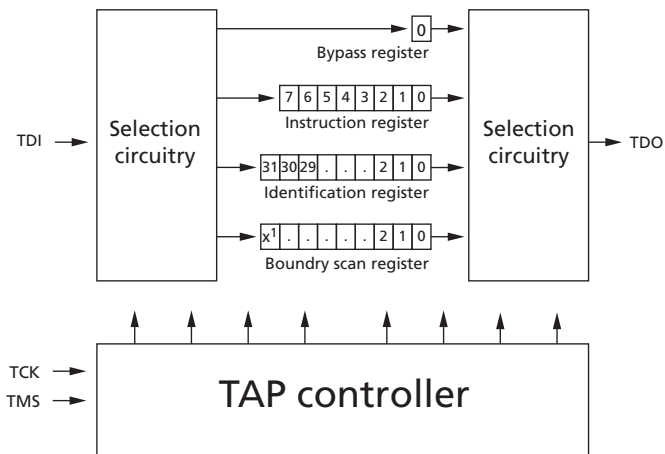 0
Bypass register
7 6 5 4 3 2 1 0
Instruction register
TDI
Selection
circuitry
Selection
circuitry
TDO
31 30 29 . . . 2 1 0
Identification register
x¹ . . . . . 2 1 0
Boundry scan register
TCK
TMS
TAP controller